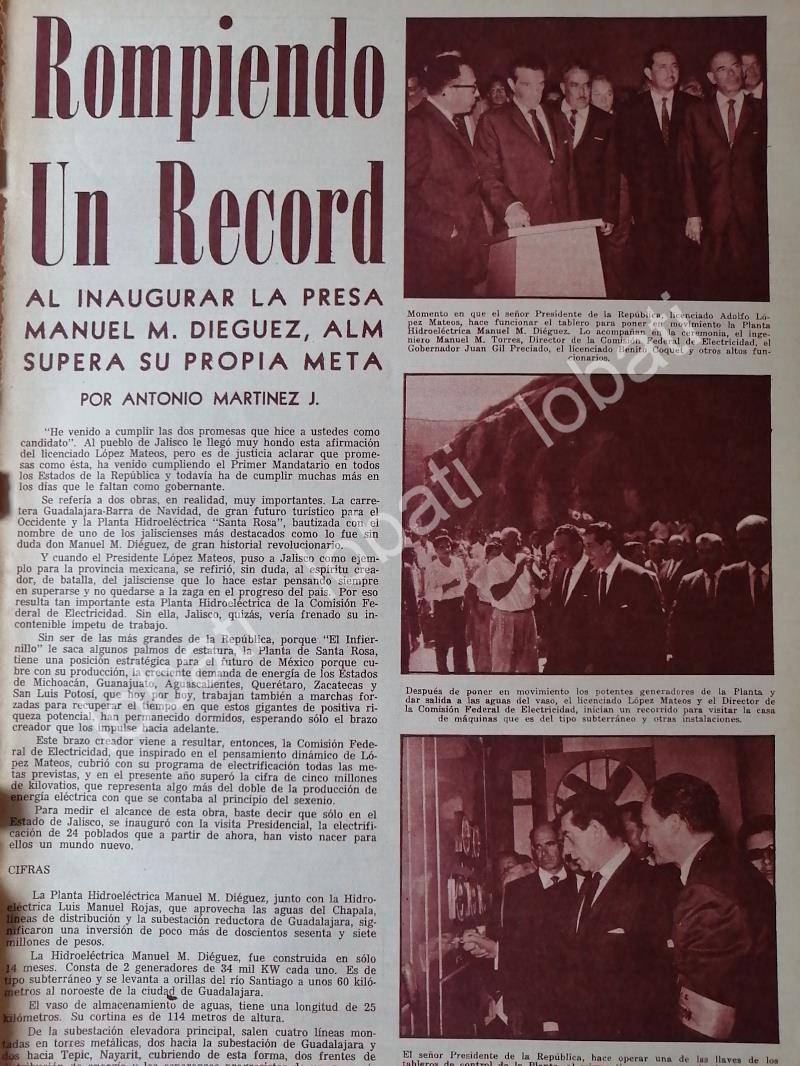 Rompiendo
Un Record
AL INAUGURAR LA PRESA
MANUEL M. DIEGUEZ, ALM
SUPERA SU PROPIA META
POR ANTONIO MARTINEZ J.
"He venido a cumplir las dos promesas que hice a ustedes como
candidato". Al pueblo de Jalisco le llegó muy hondo esta afirmación
del licenciado López Mateos, pero es de justicia aclarar que prome-
sas como ésta, ha venido cumpliendo el Primer Mandatario en todos
los Estados de la República y todavía ha de cumplir muchas más en
los días que le faltan como gobernante.
Se refería a dos obras, en realidad, muy importantes. La carre-
tera Guadalajara-Barra de Navidad, de gran futuro turístico para el
Occidente y la Planta Hidroeléctrica "Santa Rosa", bautizada con el
nombre de uno de los jaliscienses más destacados como lo fue sin
duda don Manuel M. Diéguez, de gran historial revolucionario.
Y cuando el Presidente López Mateos, puso a Jalisco como ejem-
plo para la provincia mexicana, se refirió, sin duda, al espíritu crea-
dor, de batalla, del jalisciense que lo hace estar pensando siempre
en superarse y no quedarse a la zaga en el progreso del país. Por eso
resulta tan importante esta Planta Hidroeléctrica de la Comisión Fe-
deral de Electricidad. Sin ella, Jalisco, quizás, vería frenado su in-
contenible ímpetu de trabajo.
Sin ser de las más grandes de la República, porque "El Infier-
nillo" le saca algunos palmos de estatura, la Planta de Santa Rosa,
tiene una posición estratégica para el futuro de México porque cu-
bre con su producción, la creciente demanda de energía de los Estados
de Michoacán, Guanajuato, Aguascalientes, Querétaro, Zacatecas y
San Luis Potosí, que hoy por hoy, trabajan también a marchas for-
zadas para recuperar el tiempo en que estos gigantes de positiva ri-
queza potencial, han permanecido dormidos, esperando sólo el brazo
creador que los impulse hacia adelante.
Este brazo creador viene a resultar, entonces, la Comisión Fede-
ral de Electricidad, que inspirado en el pensamiento dinámico de Ló-
pez Mateos, cubrió con su programa de electrificación todas las me-
tas previstas, y en el presente año superó la cifra de cinco millones
de kilovatios, que representa algo más del doble de la producción de
energía eléctrica con que se contaba al principio del sexenio.
Para medir el alcance de esta obra, baste decir que sólo en el
Estado de Jalisco, se inauguró con la visita Presidencial, la electrifi-
cación de 24 poblados que a partir de ahora, han visto nacer para
ellos un mundo nuevo.
CIFRAS
La Planta Hidroeléctrica Manuel M. Diéguez, junto con la Hidro-
eléctrica Luis Manuel Rojas, que aprovecha las aguas del Chapala,
líneas de distribución y la subestación reductora de Guadalajara, sig-
nificaron una inversión de poco más de doscientos sesenta y siete
millones de pesos.
La Hidroeléctrica Manuel M. Diéguez, fue construida en sólo
14 meses. Consta de 2 generadores de 34 mil KW cada uno. Es de
tipo subterráneo y se levanta a orillas del río Santiago a unos 60 kiló-
metros al noroeste de la ciudad de Guadalajara.
El vaso de almacenamiento de aguas, tiene una longitud de 25
kilómetros. Su cortina es de 114 metros de altura.
De la subestación elevadora principal, salen cuatro líneas mon-
tadas en torres metálicas, dos hacia la subestación de Guadalajara y
dos hacia Tepic, Nayarit, cubriendo de esta forma, dos frentes de
Momento en que el señor Presidente de la República, licenciado Adolfo Ló-
pez Mateos, hace funcionar el tablero para poner en movimiento la Planta
Hidroeléctrica Manuel M. Diéguez. Lo acompañan en la ceremonia, el inge-
niero Manuel M. Torres, Director de la Comisión Federal de Electricidad, el
Gobernador Juan Gil Preciado, el licenciado Benito Coquet y otros altos fun-
cionarios.
Después de poner en movimiento los potentes generadores de la Planta y
dar salida a las aguas del vaso, el licenciado López Mateos y el Director de
la Comisión Federal de Electricidad, inician un recorrido para visitar la casa
de máquinas que es del tipo subterráneo y otras instalaciones.
El señor Presidente de la República, hace operar una de las llaves de los
tableros de control de la Planta
lobati lobati lobati lobati